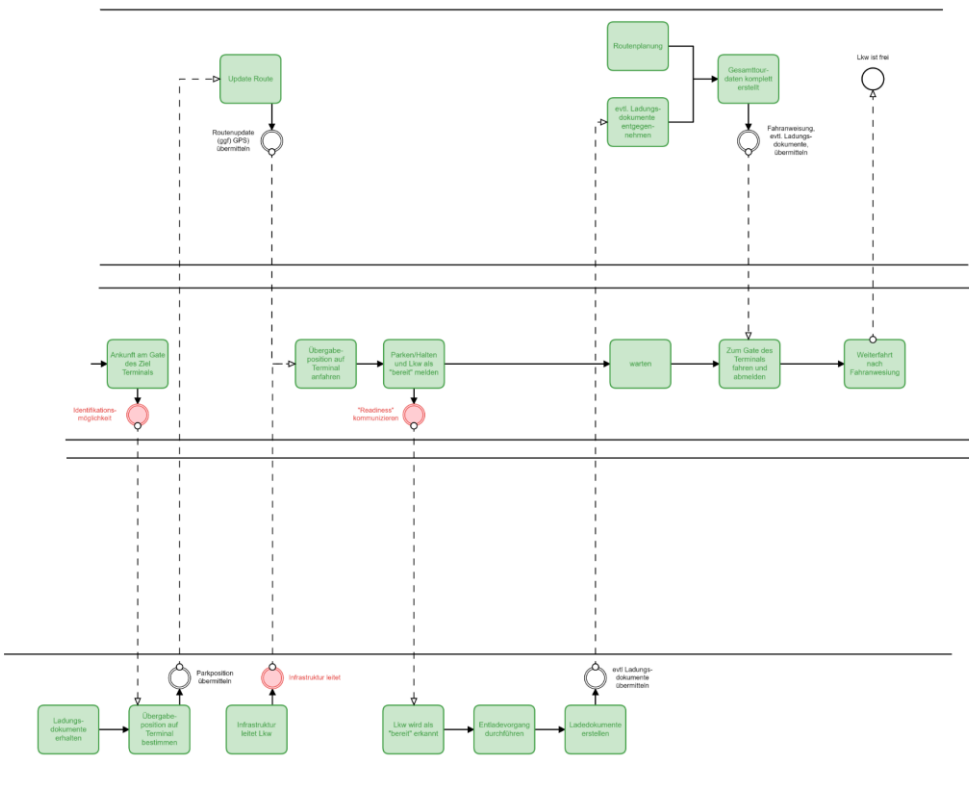 Routenplanung
Lkw ist frei
Update Route
Gesamttour-
daten komplett
erstellt
evtl. Ladungs-
dokumente
entgegen-
nehmen
Routenupdate
(ggf) GPS)
übermitteln
Fahranweisung,
evtl. Ladungs-
dokumente,
übermitteln
Ankunft am Gate
des Ziel
Terminals
Übergabe-
position auf
Terminal
anfahren
Parken/Halten
und Lkw als
"bereit" melden
warten
Zum Gate des
Terminals
fahren und
abmelden
Weiterfahrt
nach
Fahranwesiung
Identifikations-
möglichkeit
"Readiness"
kommunizieren
Parkposition
übermitteln
Infrastruktur leitet
evtl Ladungs-
dokumente
übermitteln
Ladungs-
dokumente
erhalten
Übergabe-
position auf
Terminal
bestimmen
Infrastruktur
leitet Lkw
Lkw wird als
"bereit" erkannt
Entladevorgang
durchführen
Ladedokumente
erstellen